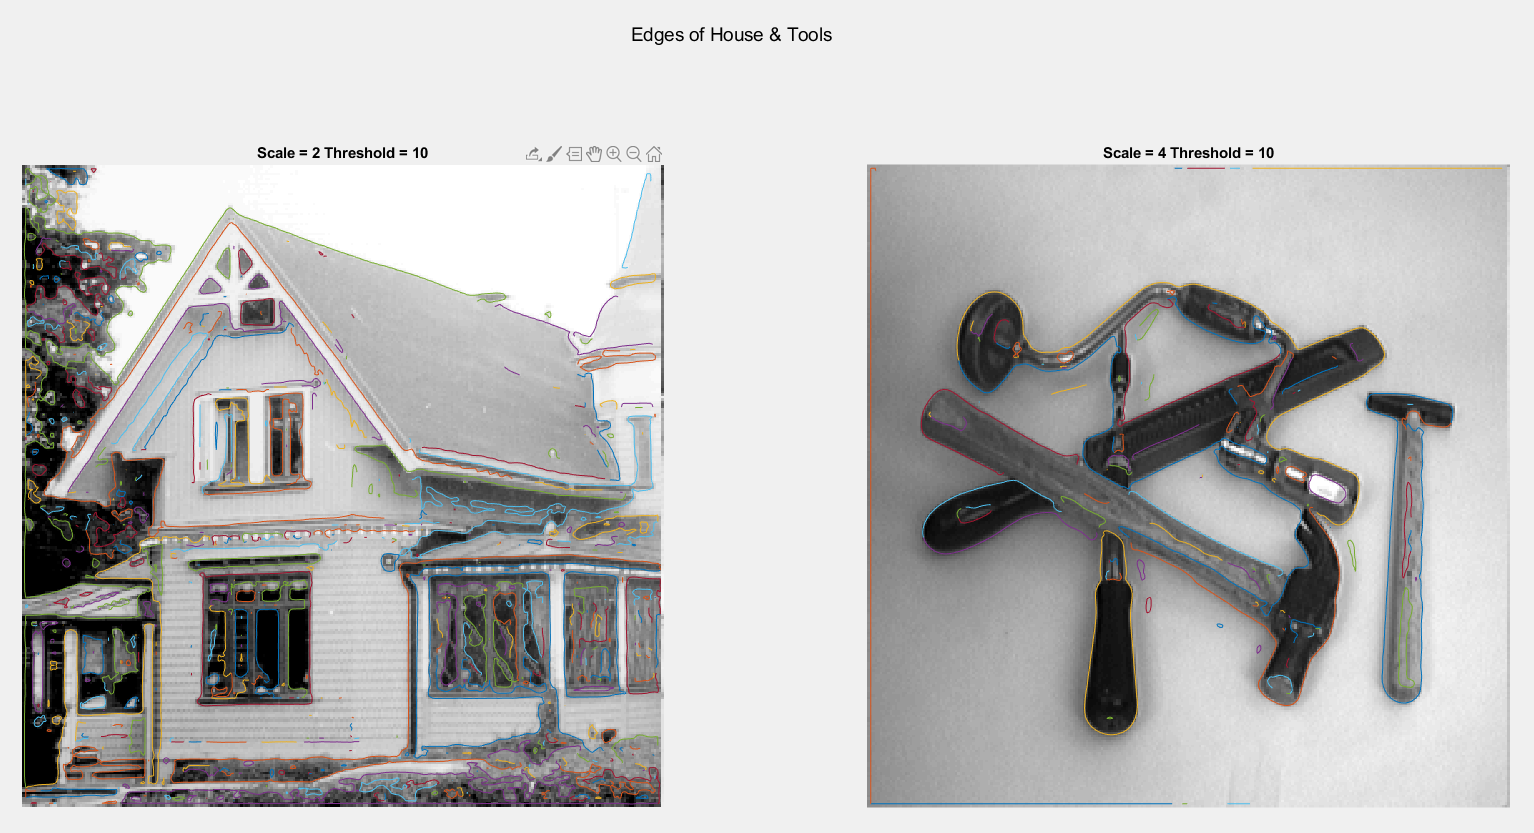 Edges of House & Tools
Scale = 2 Threshold = 10
Scale = 4 Threshold = 10